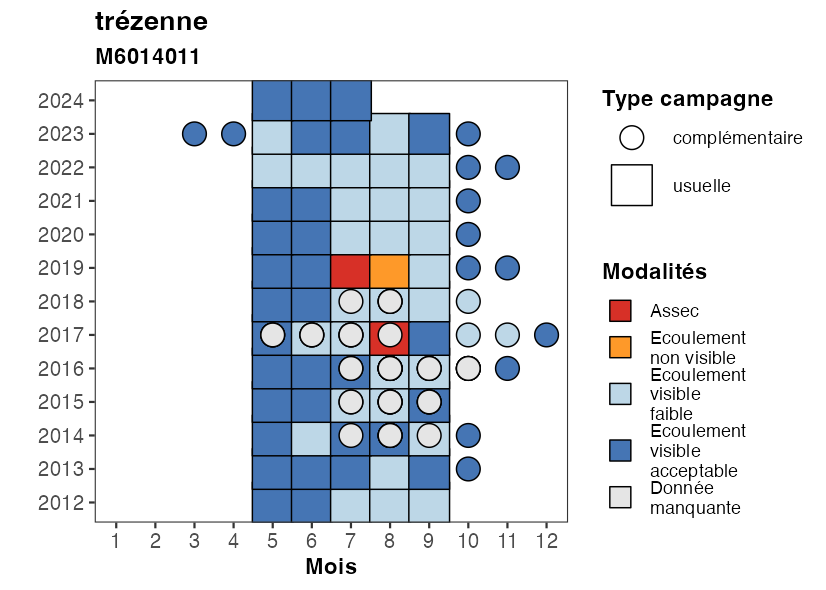 trézenne
M6014011
2024
2023
2022
2021
2020
2019
2018
2017
2016
2015
2014
2013
2012
1 2 3 4 5 6 7 8 9 10 11 12
Mois
Type campagne
complémentaire
usuelle
Modalités
Assec
Ecoulement
non visible
Ecoulement
visible
faible
Ecoulement
visible
acceptable
Donnée
manquante